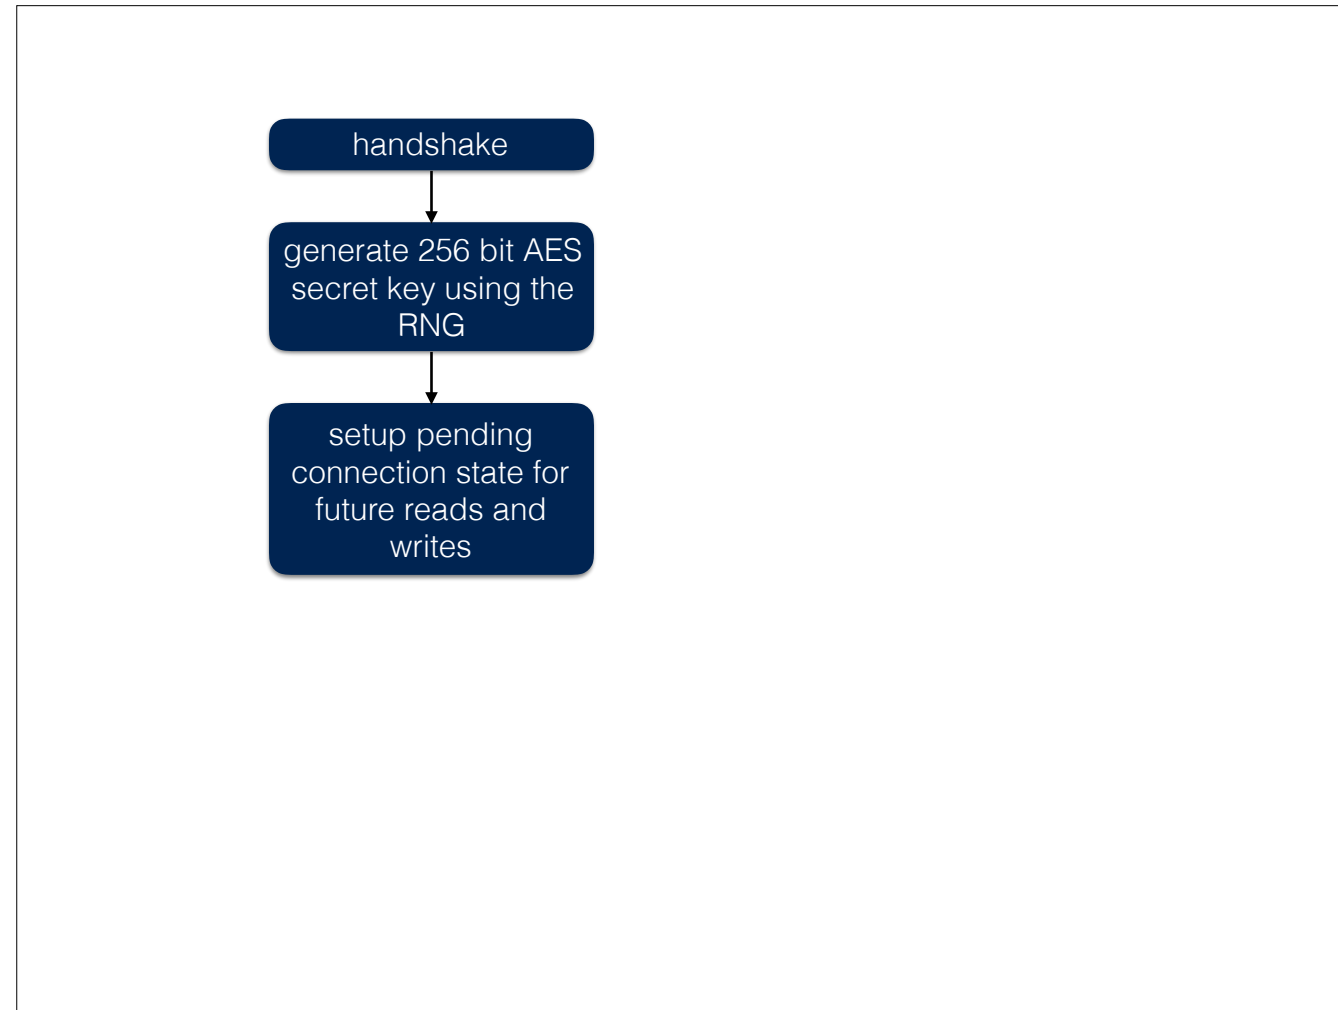 handshake
generate 256 bit AES
secret key using the
RNG
setup pending
connection state for
future reads and
writes